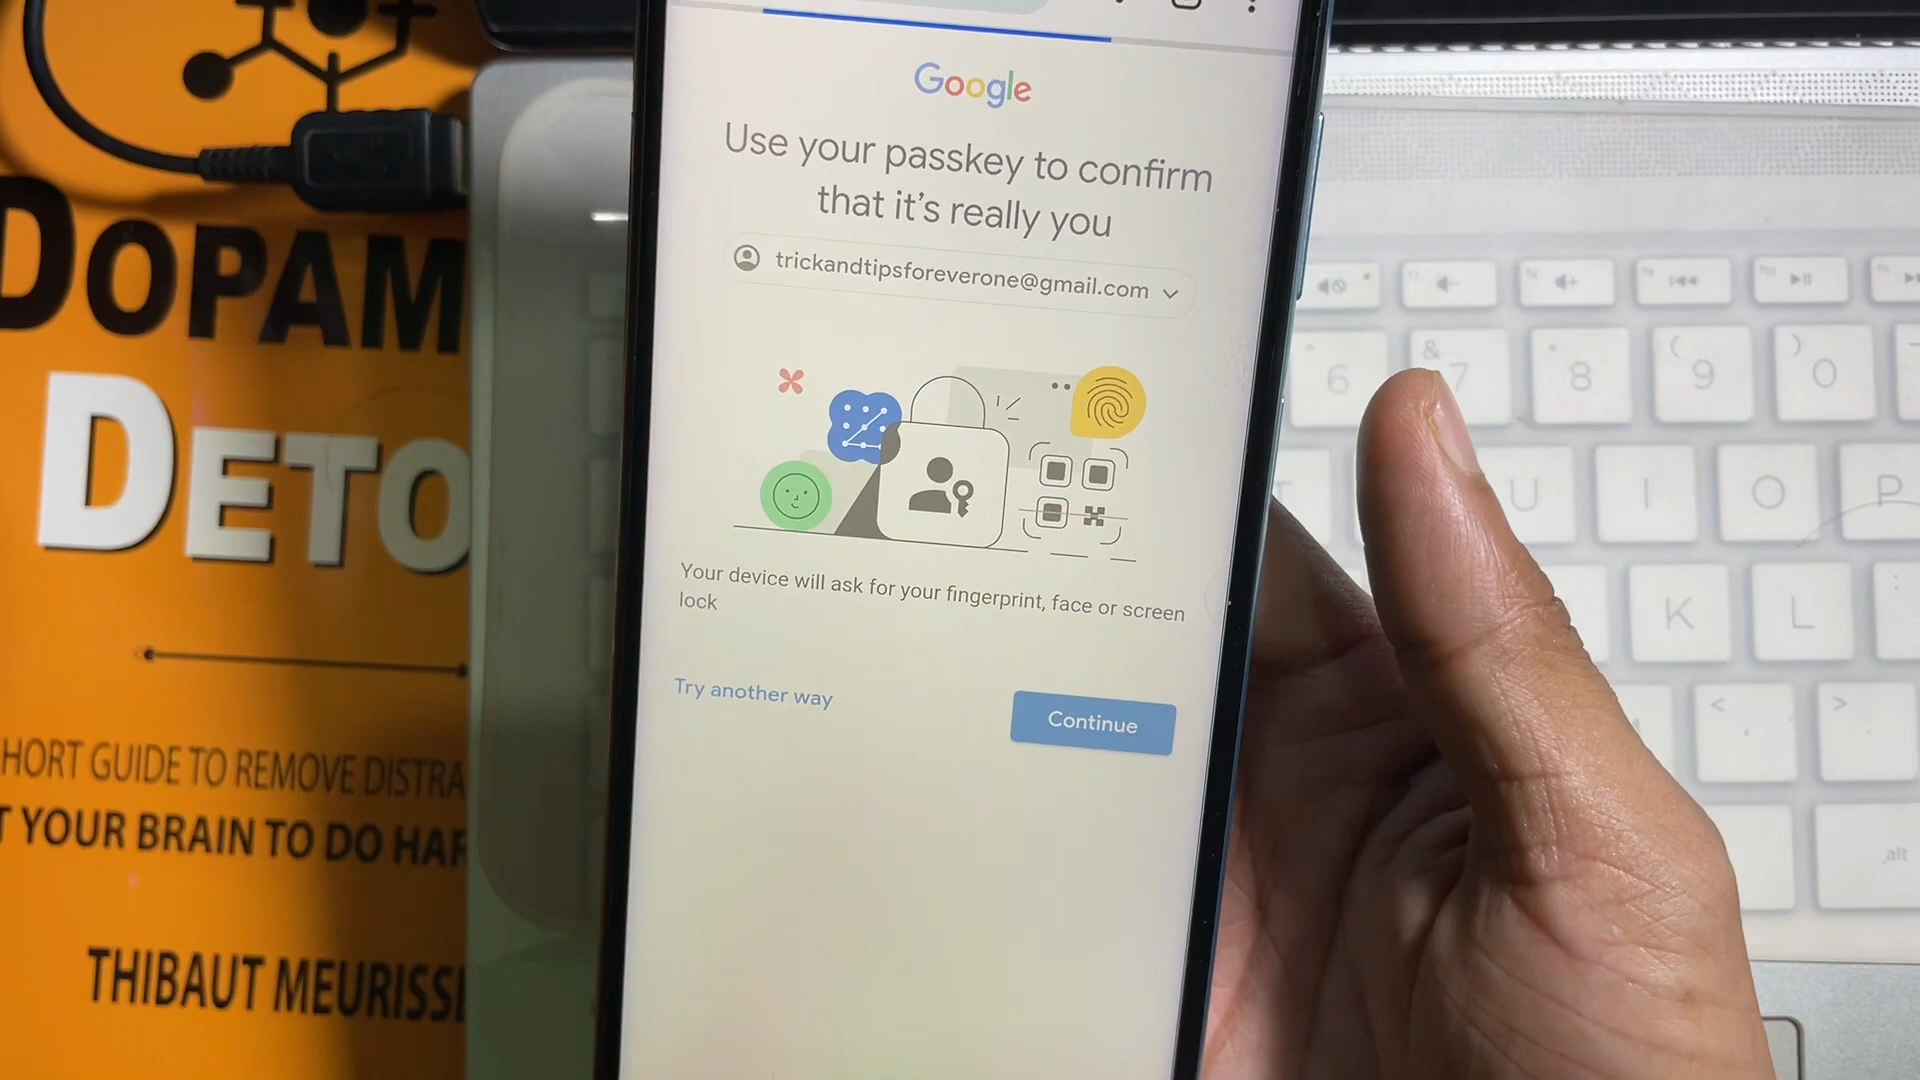 Google
Use your passkey to confirm
that it's really you
trickandtipsforeverone@gmail.com
Your device will ask for your fingerprint, face or screen
lock
Try another way
Continue
DOPAM
DETO
HORT GUIDE TO REMOVE DISTRA
T YOUR BRAIN TO DO HAR
THIBAUT MEURISSE
^ 6
& 7
* 8
( 9
) 0
U
I
O
P
K
L
<
>
alt